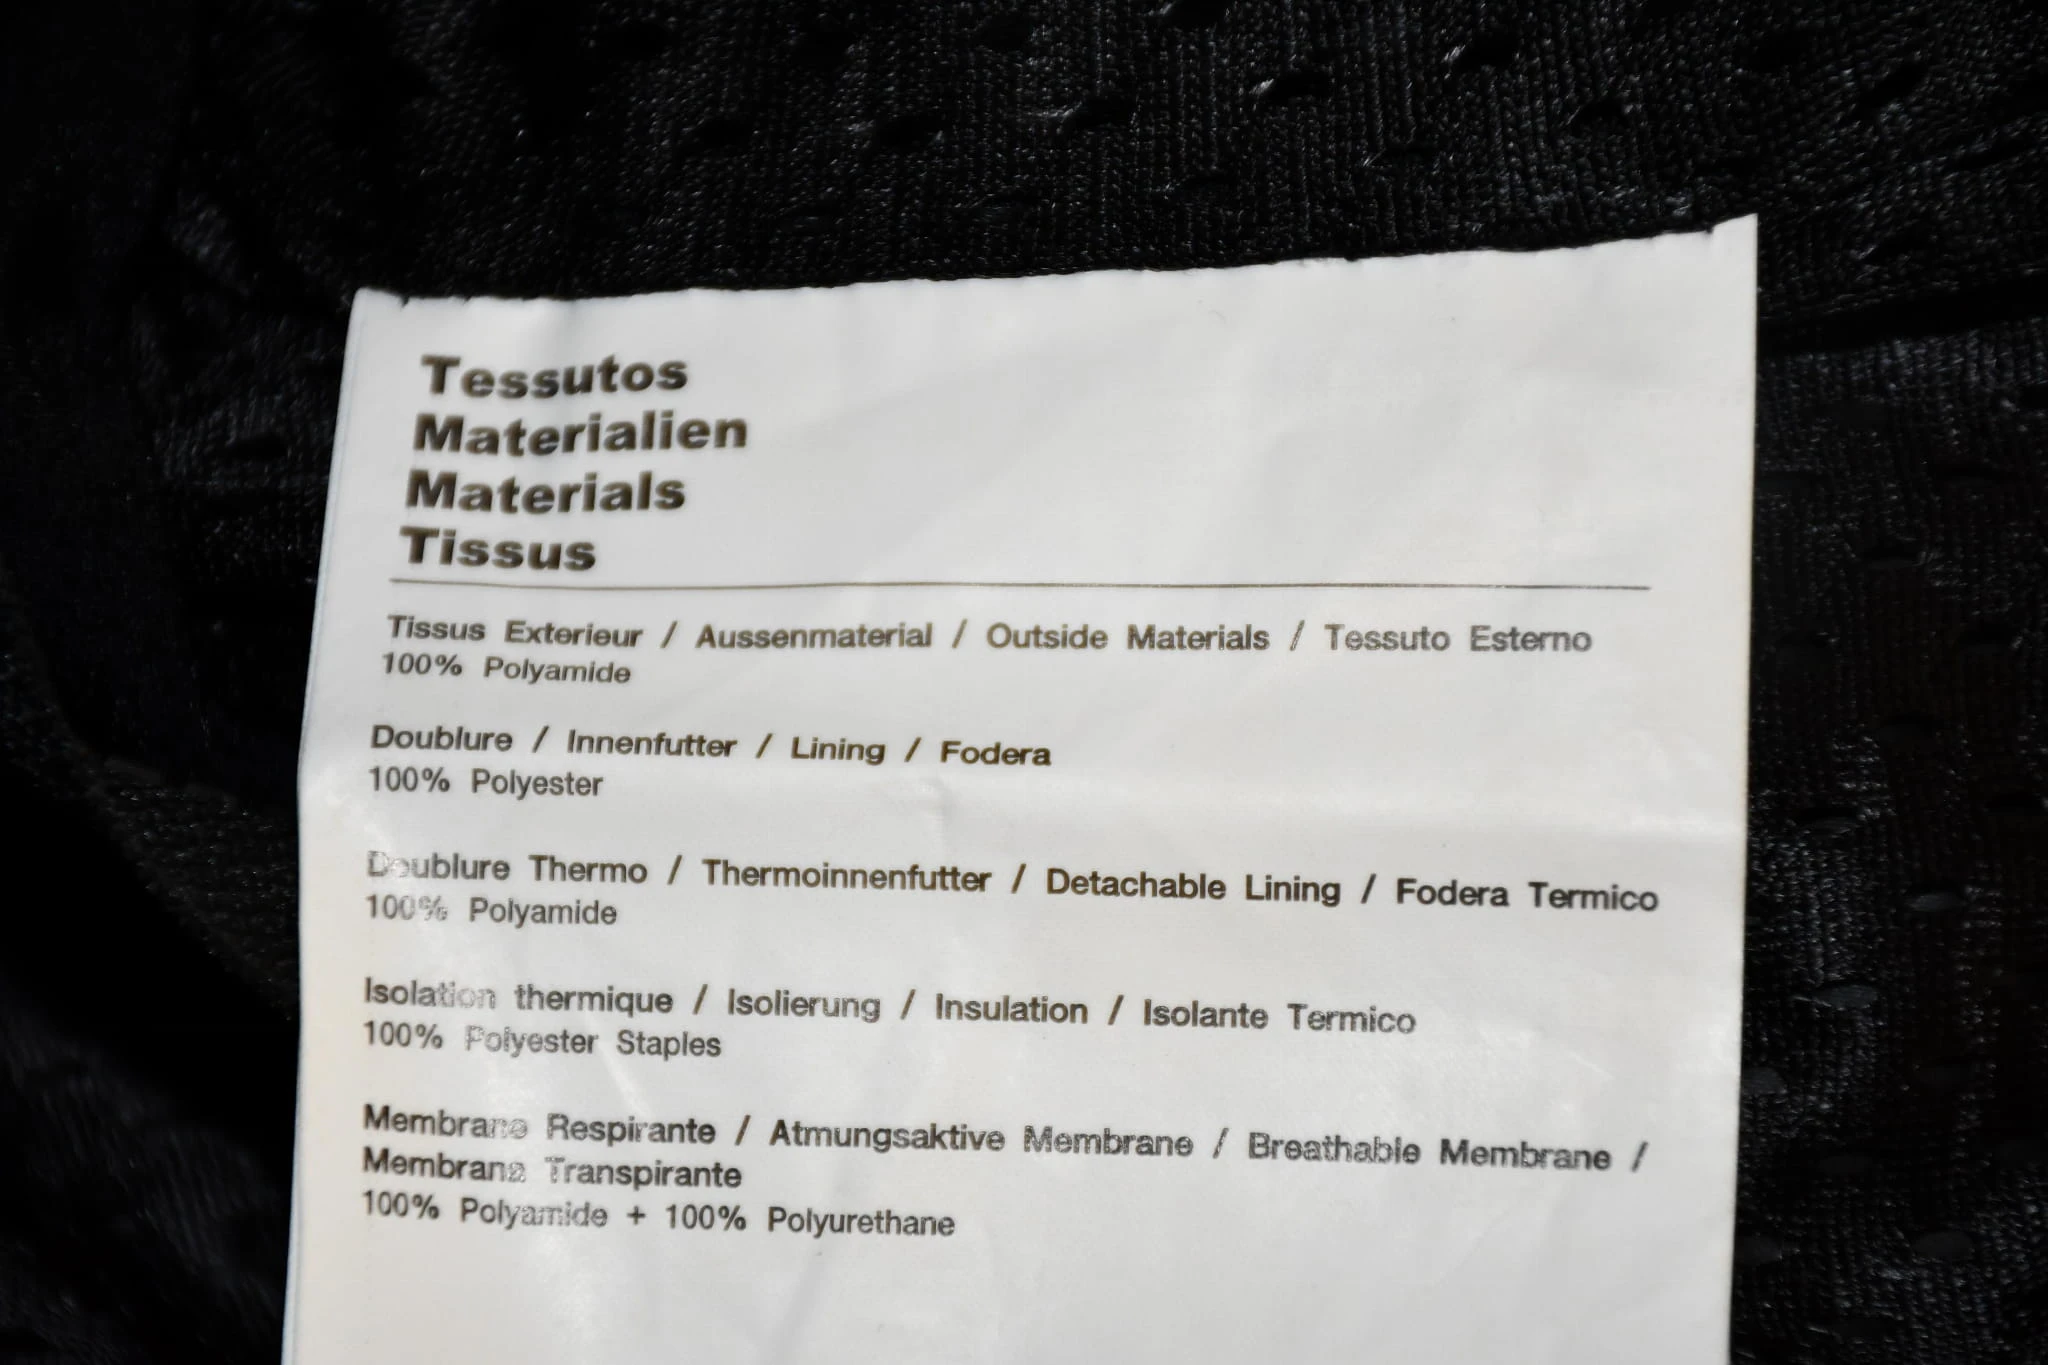 Tessutos
Materialien
Materials
Tissus
Tissus Exterieur / Aussenmaterial / Outside Materials / Tessuto Esterno
100% Polyamide
Doublure / Innenfutter / Lining / Fodera
100% Polyester
Doublure Thermo / Thermoinnenfutter / Detachable Lining / Fodera Termico
100% Polyamide
Isolation thermique / Isolierung / Insulation / Isolante Termico
100% Polyester Staples
Membrane Respirante / Atmungsaktive Membrane / Breathable Membrane /
Membrana Transpirante
100% Polyamide + 100% Polyurethane